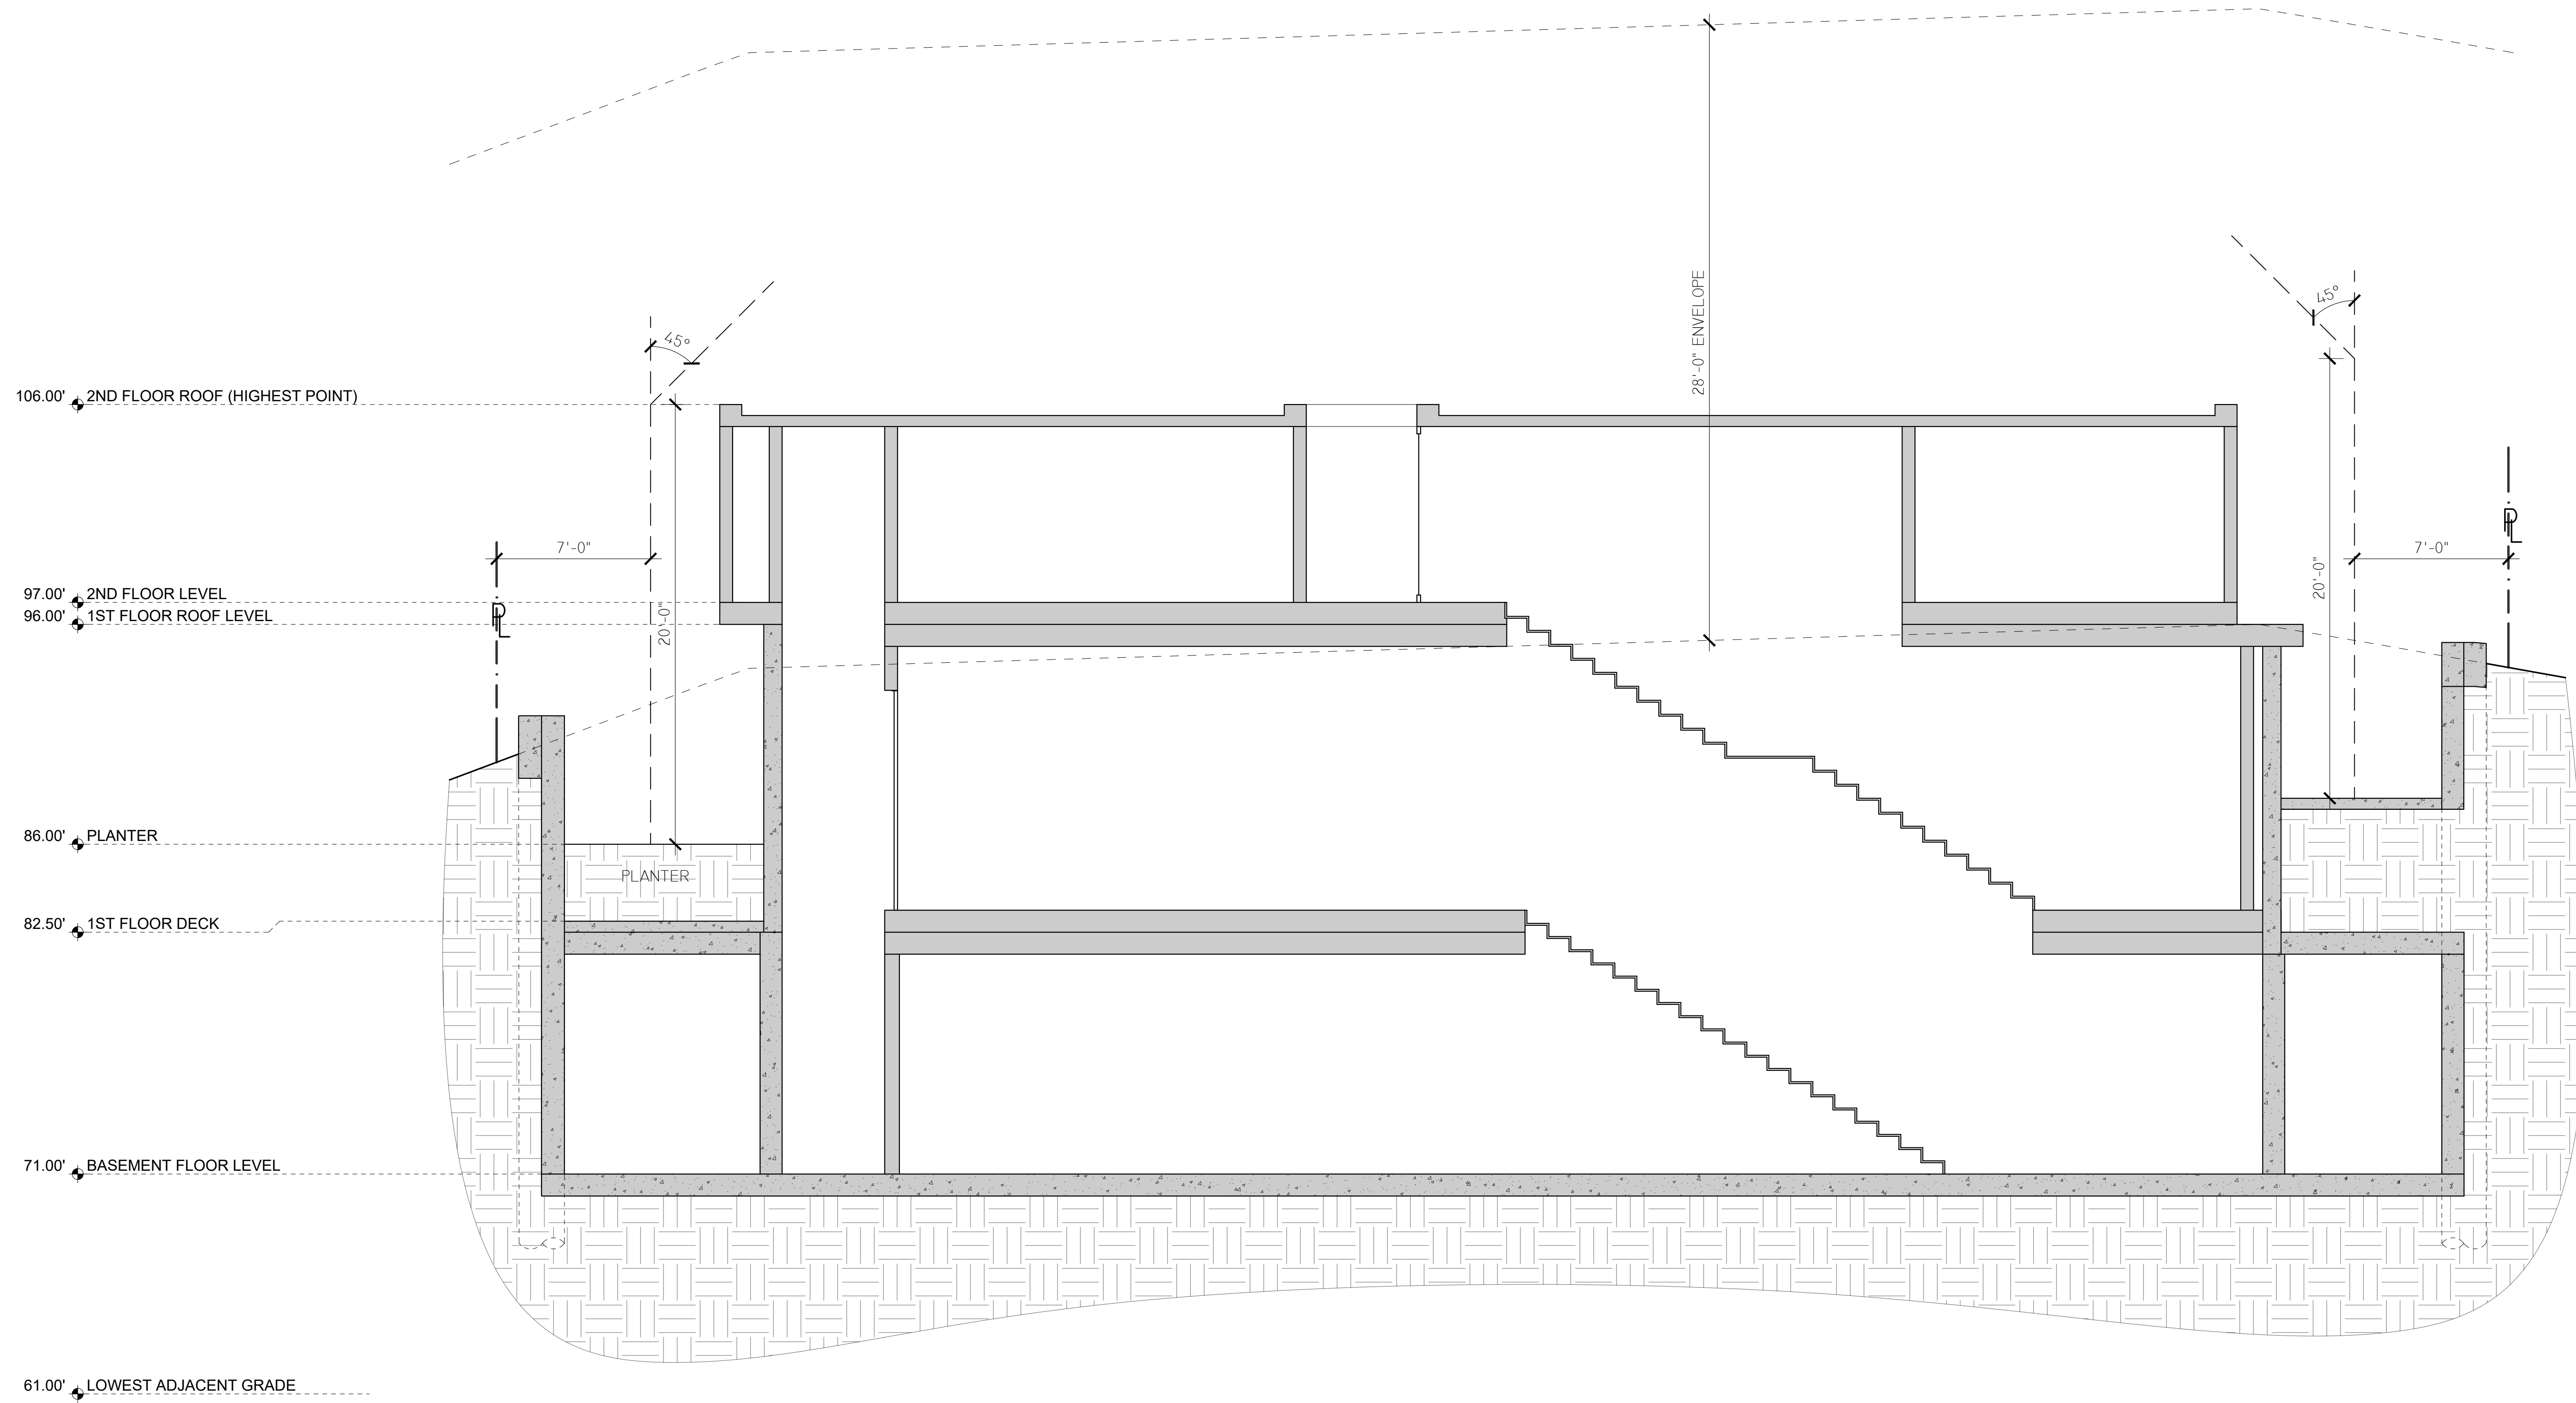 28'-0" ENVELOPE
45°
45°
106.00' 2ND FLOOR ROOF (HIGHEST POINT)
PL
7'-0"
7'-0"
20'-0"
97.00' 2ND FLOOR LEVEL
20'-0"
96.00' 1ST FLOOR ROOF LEVEL
PL
86.00' PLANTER
PLANTER
82.50' 1ST FLOOR DECK
71.00' BASEMENT FLOOR LEVEL
61.00' LOWEST ADJACENT GRADE